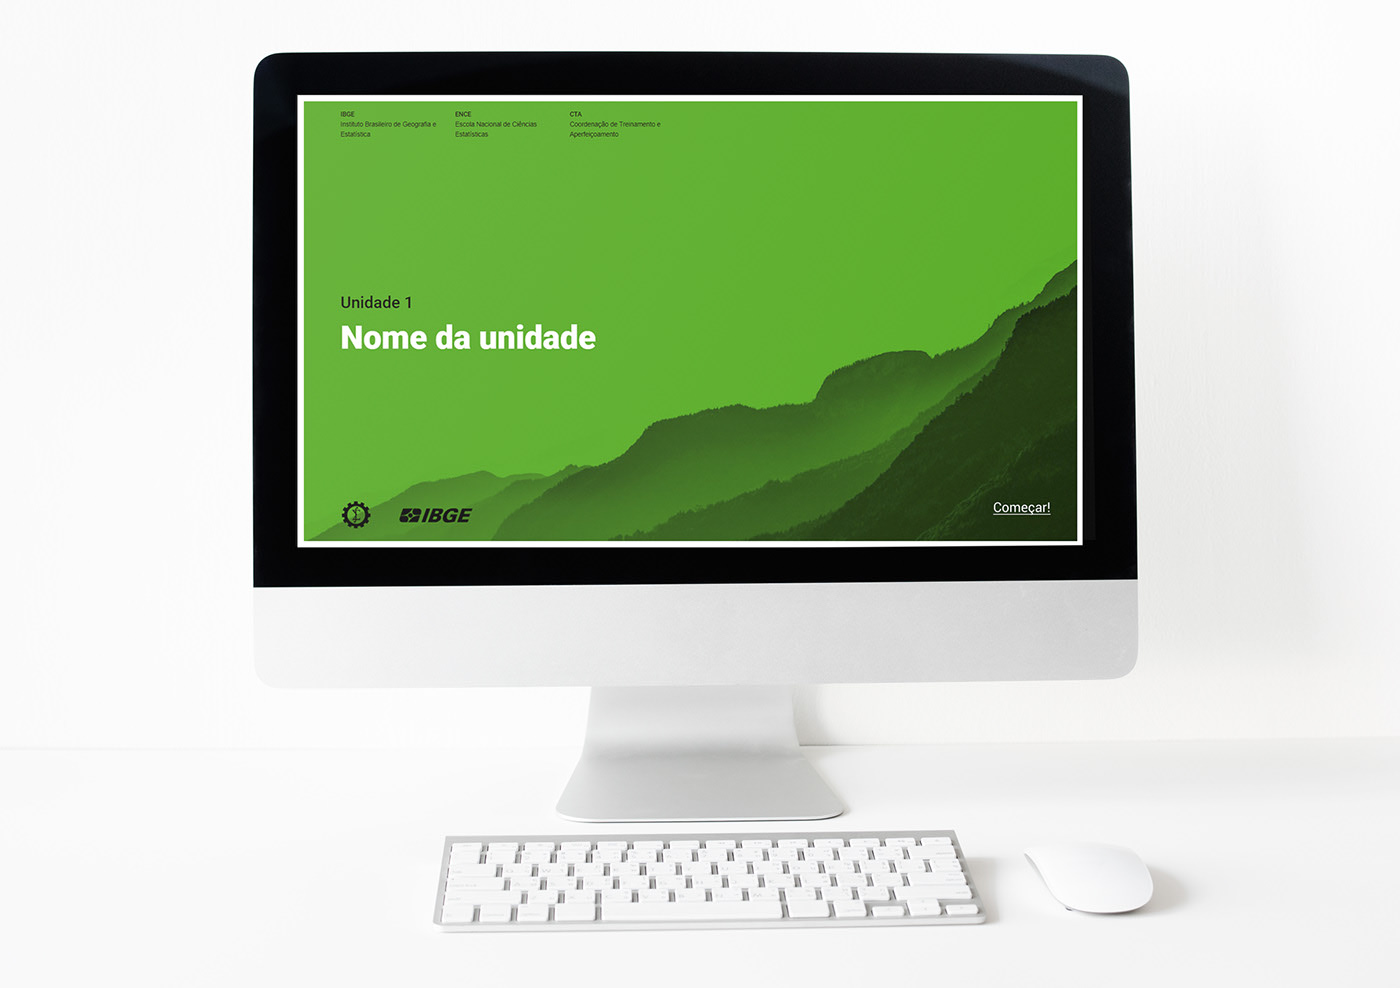 IBGE
Instituto Brasileiro de Geografia e
Estatística
ENCE
Escola Nacional de Ciências
Estatísticas
CTA
Coordenação de Treinamento e
Aperfeiçoamento
Unidade 1
Nome da unidade
IBGE
Começar!